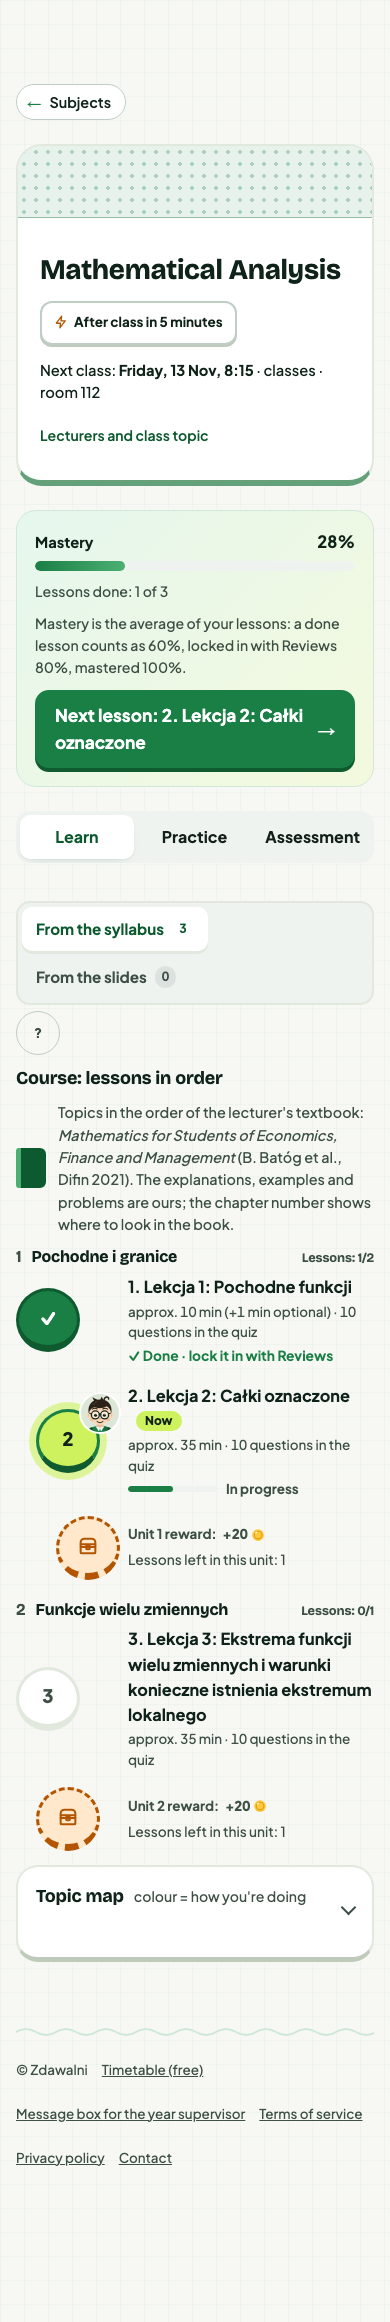 ← Subjects
Mathematical Analysis
After class in 5 minutes
Next class: Friday, 13 Nov, 8:15 · classes ·
room 112
Lecturers and class topic
Mastery 28%
Lessons done: 1 of 3
Mastery is the average of your lessons: a done
lesson counts as 60%, locked in with Reviews
80%, mastered 100%.
Next lesson: 2. Lekcja 2: Całki
oznaczone →
Learn Practice Assessment
From the syllabus 3
From the slides 0
?
Course: lessons in order
Topics in the order of the lecturer's textbook:
Mathematics for Students of Economics,
Finance and Management (B. Batóg et al.,
Difin 2021). The explanations, examples and
problems are ours; the chapter number shows
where to look in the book.
1 Pochodne i granice Lessons: 1/2
1. Lekcja 1: Pochodne funkcji
approx. 10 min (+1 min optional) · 10
questions in the quiz
✓ Done · lock it in with Reviews
2. Lekcja 2: Całki oznaczone
2 Now
approx. 35 min · 10 questions in the
quiz
In progress
Unit 1 reward: +20
Lessons left in this unit: 1
2 Funkcje wielu zmiennych Lessons: 0/1
3. Lekcja 3: Ekstrema funkcji
wielu zmiennych i warunki
3 konieczne istnienia ekstremum
lokalnego
approx. 35 min · 10 questions in the
quiz
Unit 2 reward: +20
Lessons left in this unit: 1
Topic map colour = how you're doing
© Zdawalni Timetable (free)
Message box for the year supervisor Terms of service
Privacy policy Contact